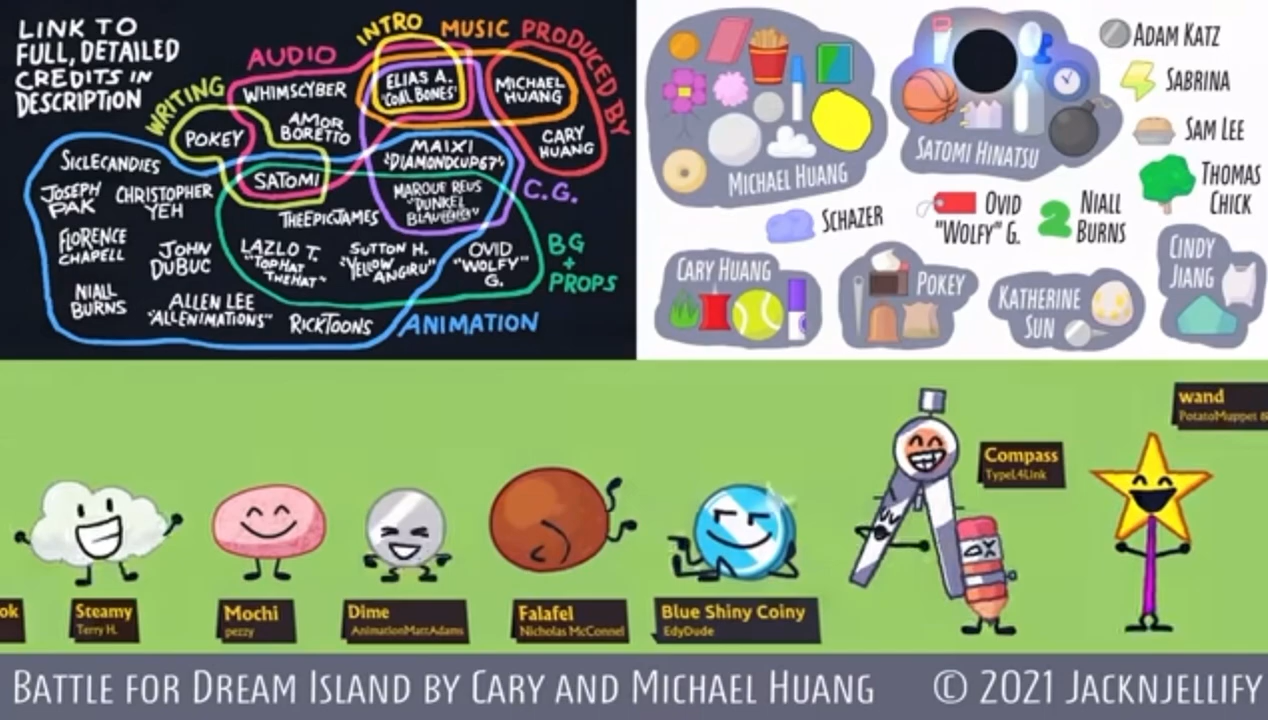 LINK TO
FULL, DETAILED
CREDITS IN
DESCRIPTION
WRITING
AUDIO
INTRO
MUSIC
PRODUCED BY
WHIMSCYBER
ELIAS A.
"COAL BONES"
MICHAEL
HUANG
POKEY
AMOR
BORETTO
CARY
HUANG
SICLECANDIES
MAIXI
"DIAMONDCUP67"
SATOMI
C.G.
JOSEPH
PAK
CHRISTOPHER
YEH
MARQUE REUS
"DUNKEL
THEEPICJAMES
FLORENCE
CHAPELL
JOHN
DUBUC
LAZLO T.
"TOPHAT
THEHAT"
SUTTON H.
"YELLOW
ANGIRU"
OVID
"WOLFY"
G.
BG
+
PROPS
NIALL
BURNS
ALLEN LEE
"ALLENIMATIONS"
RICKTOONS
ANIMATION
MICHAEL HUANG
SATOMI HINATSU
ADAM KATZ
SABRINA
SAM LEE
THOMAS
CHICK
SCHAZER
OVID
"WOLFY" G.
NIALL
BURNS
CARY HUANG
POKEY
KATHERINE
SUN
CINDY
JIANG
wand
PotatoMuppet
Compass
TypeL4Link
ok
Steamy
Terry H.
Mochi
pezzy
Dime
AnimationMattAdams
Falafel
Nicholas McConnel
Blue Shiny Coiny
EdyDude
BATTLE FOR DREAM ISLAND BY CARY AND MICHAEL HUANG
© 2021 JACKNJELLIFY